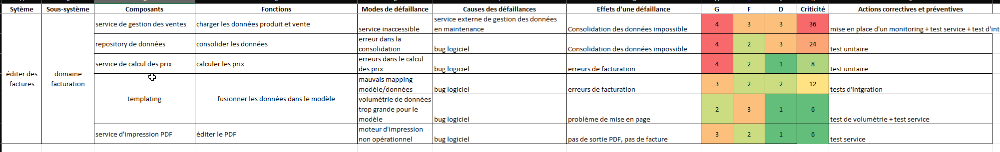 Sytème Sous-système Composants Fonctions Modes de défaillance Causes des défaillances Effets d'une défaillance G F D Criticité Actions correctives et préventives
éditer des
factures
domaine
facturation
service de gestion des ventes
charger les données produit et vente
service inaccessible
service externe de gestion des données
en maintenance
Consolidation des données impossible
4 3 3 36
mise en place d'un monitoring + test service + test d'int
repository de données
consolider les données
erreur dans la
consolidation
bug logiciel
Consolidation des données impossible
4 2 3 24
test unitaire
service de calcul des prix
calculer les prix
erreurs dans le calcul
des prix
bug logiciel
erreurs de facturation
4 2 1 8
test unitaire
templating
fusionner les données dans le modèle
mauvais mapping
modèle/données
bug logiciel
erreurs de facturation
3 2 2 12
tests d'intgration
volumétrie de données
trop grande pour le
modèle
bug logiciel
problème de mise en page
2 3 1 6
test de volumétrie + test service
service d'impression PDF
éditer le PDF
moteur d'impression
non opérationnel
bug logiciel
pas de sortie PDF, pas de facture
3 2 1 6
test service